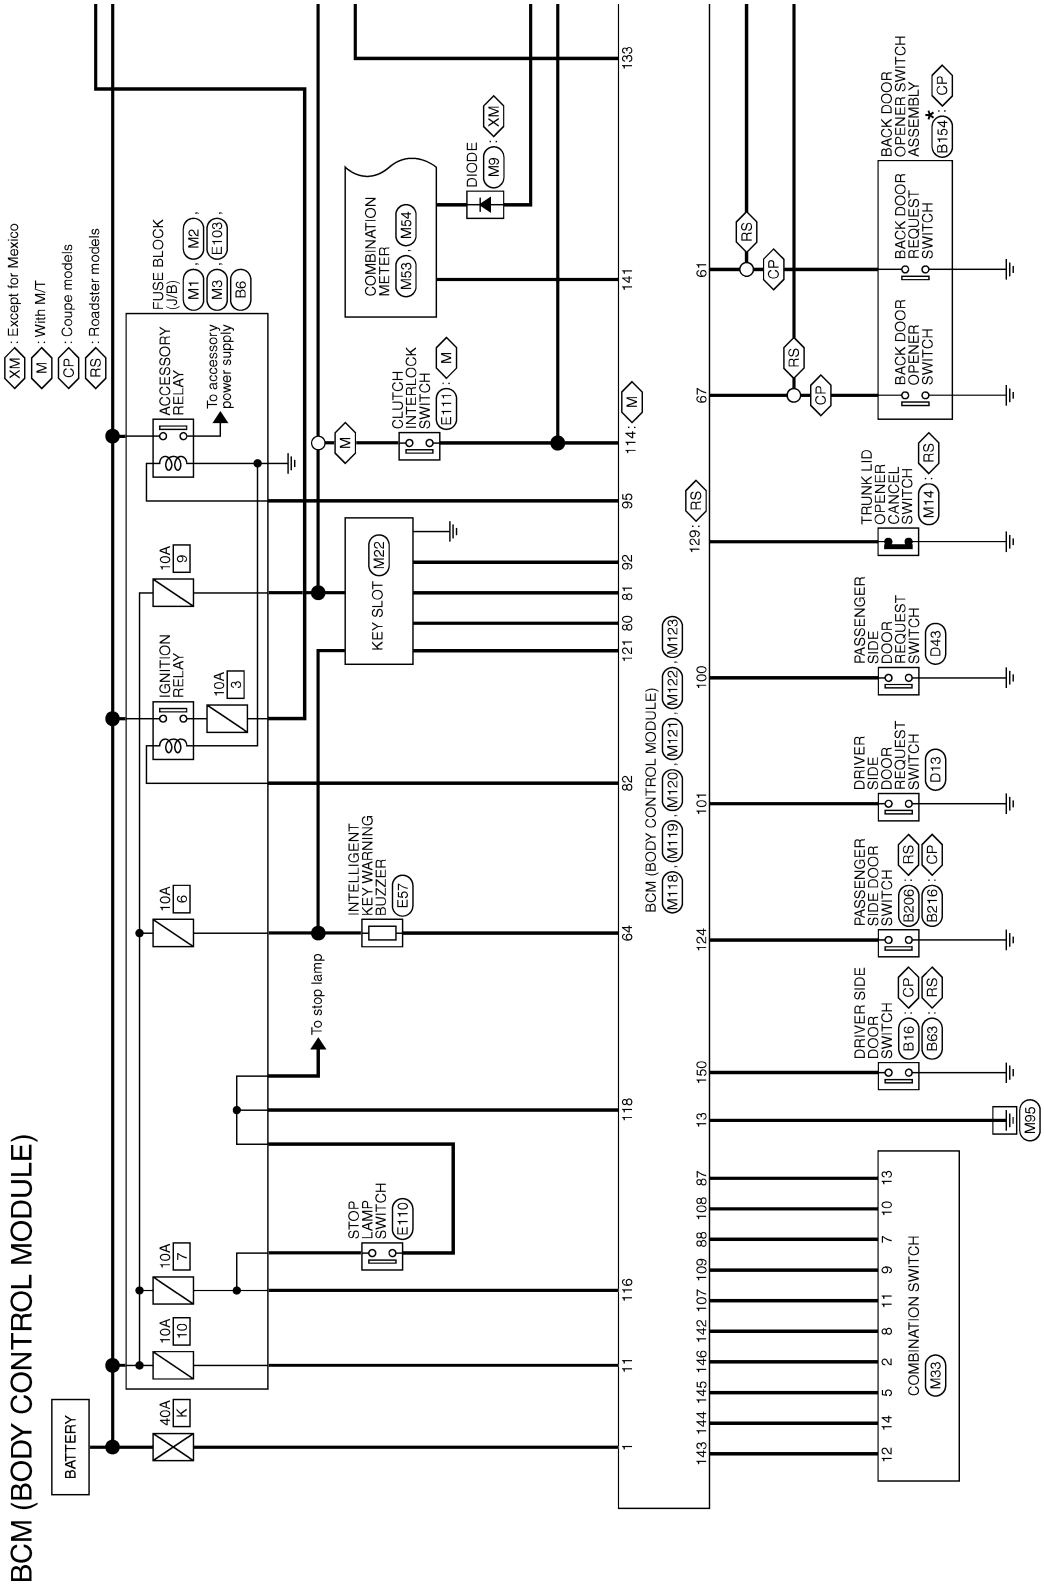 BCM (BODY CONTROL MODULE)
XM : Except for Mexico
M : With M/T
CP : Coupe models
RS : Roadster models
BATTERY
40A
K
10A
10
10A
7
10A
6
IGNITION
RELAY
10A
3
10A
9
ACCESSORY
RELAY
To accessory
power supply
FUSE BLOCK
(J/B)
M1 , M2 ,
M3 , E103 ,
B6
STOP
LAMP
SWITCH
E110
To stop lamp
INTELLIGENT
KEY WARNING
BUZZER
E57
KEY SLOT M22
M
CLUTCH
INTERLOCK
SWITCH
E111 : M
COMBINATION
METER
M53 , M54
DIODE
M9 : XM
1
11
116
118
64
82
121
80
81
92
95
114: M
141
133
BCM (BODY CONTROL MODULE)
M118 , M119 , M120 , M121 , M122 , M123
143
144
145
146
142
107
109
88
108
87
13
150
124
101
100
129: RS
67
61
12
14
5
2
8
11
9
7
10
13
COMBINATION SWITCH
M33
M95
DRIVER SIDE
DOOR
SWITCH
B16 : CP
B63 : RS
PASSENGER
SIDE DOOR
SWITCH
B206 : RS
B216 : CP
DRIVER
SIDE
DOOR
REQUEST
SWITCH
D13
PASSENGER
SIDE
DOOR
REQUEST
SWITCH
D43
TRUNK LID
OPENER
CANCEL
SWITCH
M14 : RS
RS
CP
RS
CP
BACK DOOR
OPENER
SWITCH
BACK DOOR
REQUEST
SWITCH
BACK DOOR
OPENER SWITCH
ASSEMBLY
B154 * : CP